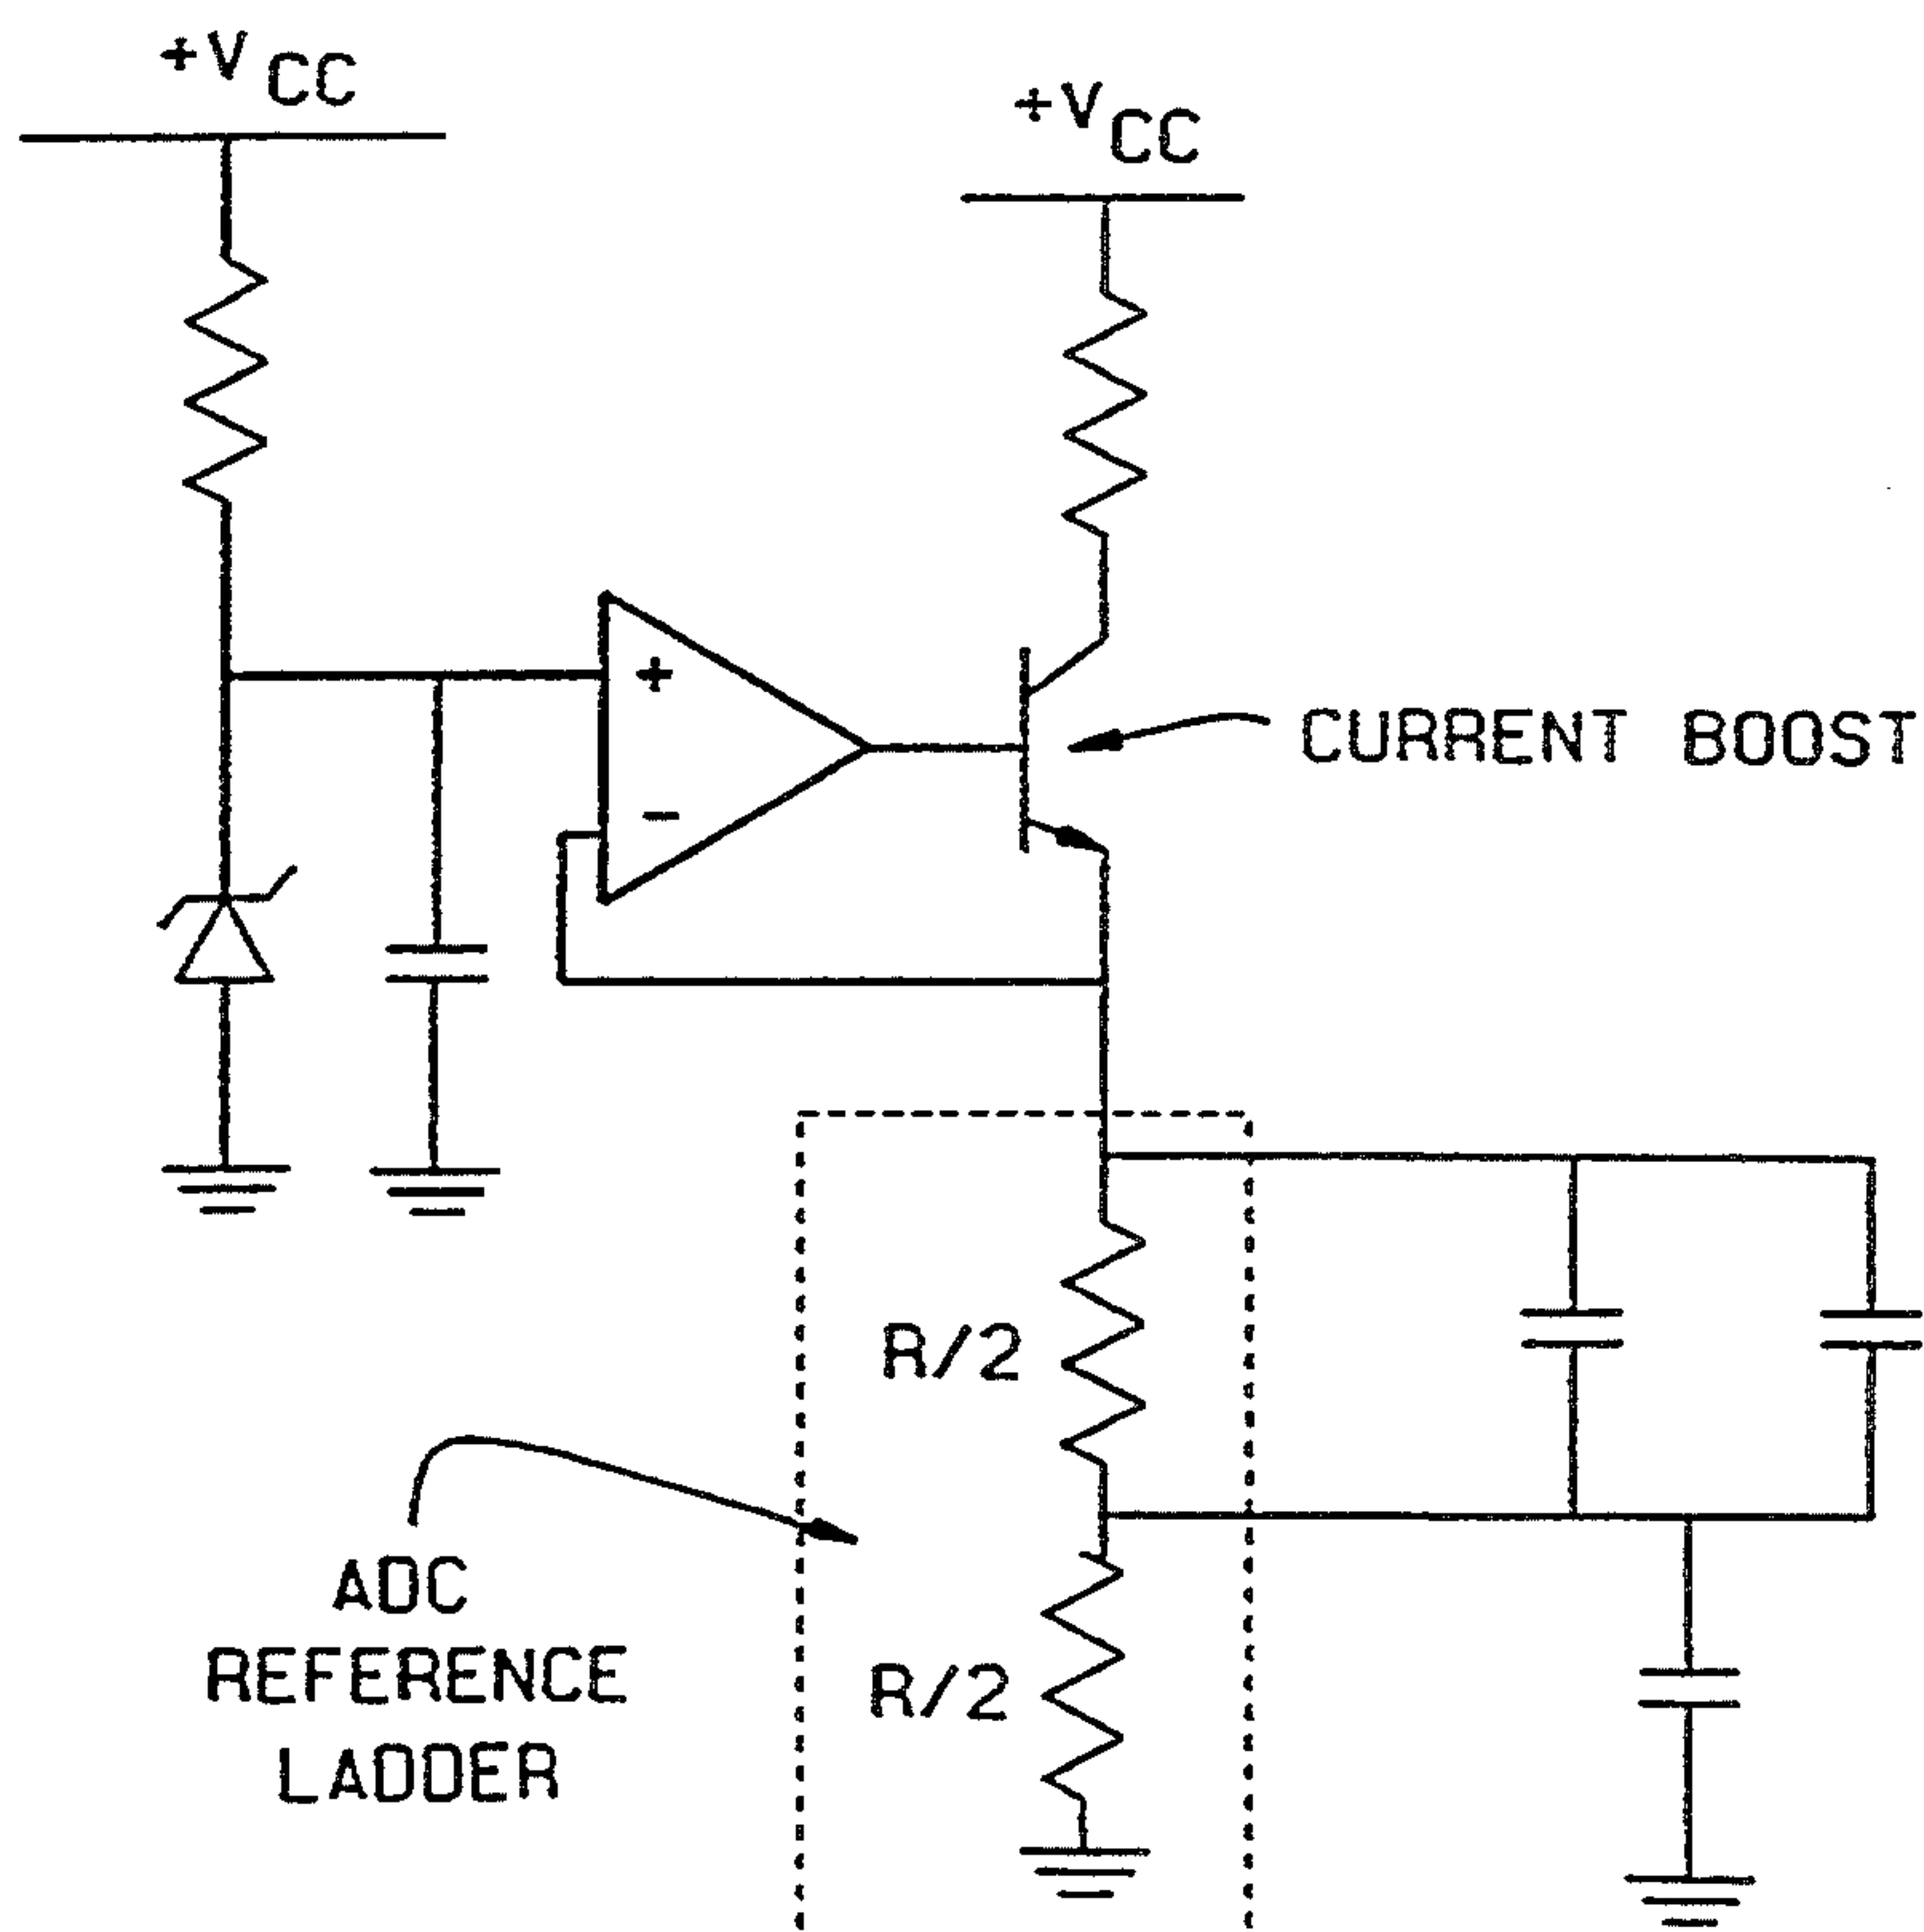 +VCC
+VCC
+
-
CURRENT BOOST
R/2
ADC
REFERENCE
LADDER
R/2